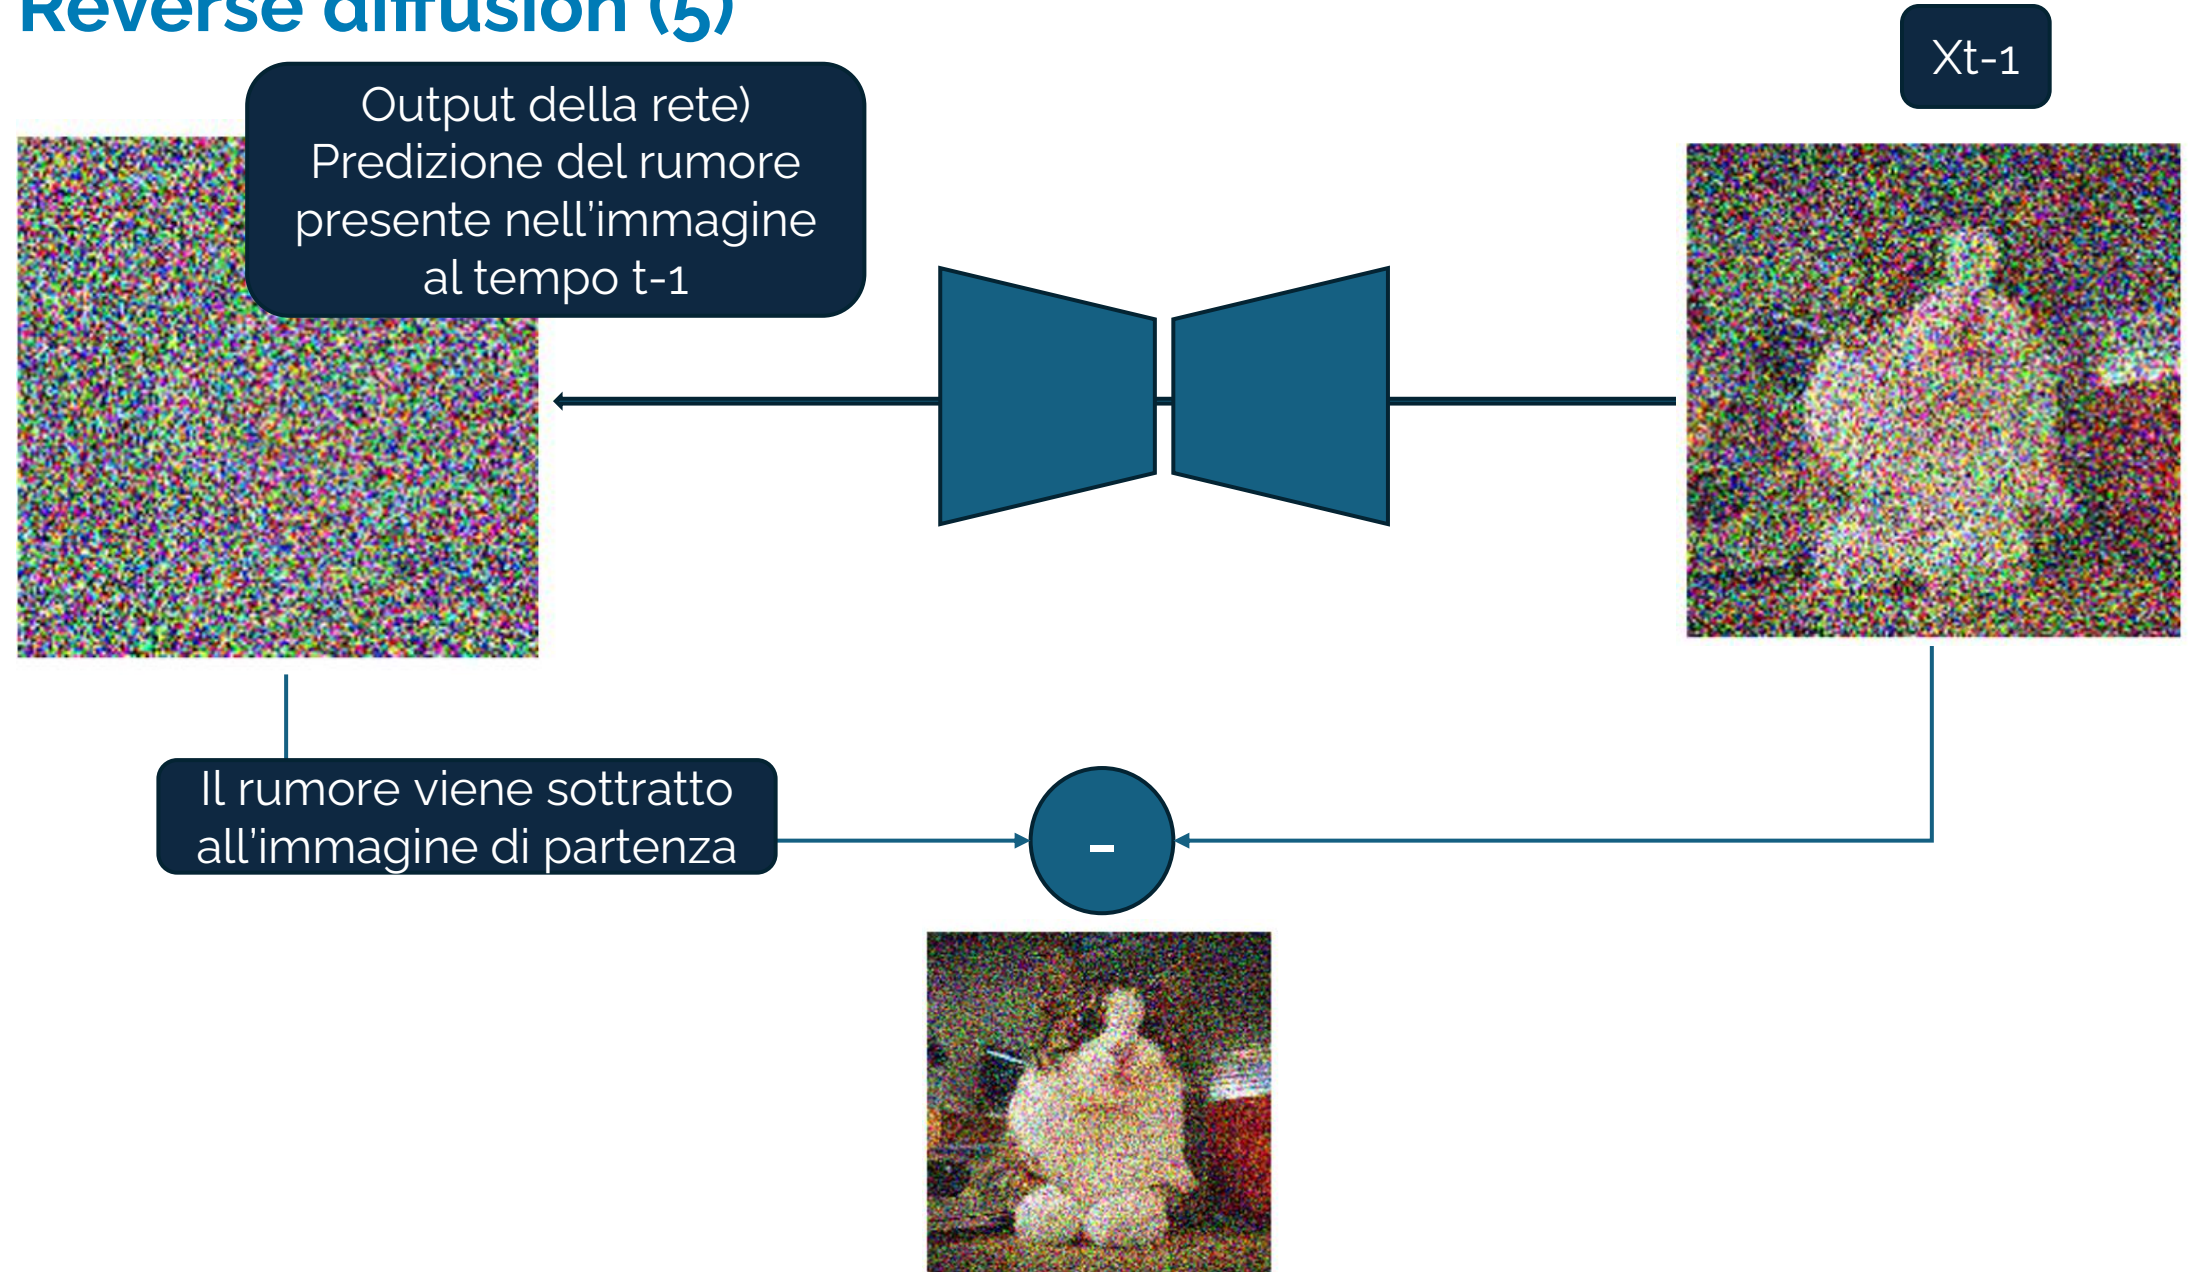 Reverse diffusion (5)
Xt-1
Output della rete)
Predizione del rumore
presente nell'immagine
al tempo t-1
Il rumore viene sottratto
all'immagine di partenza
-